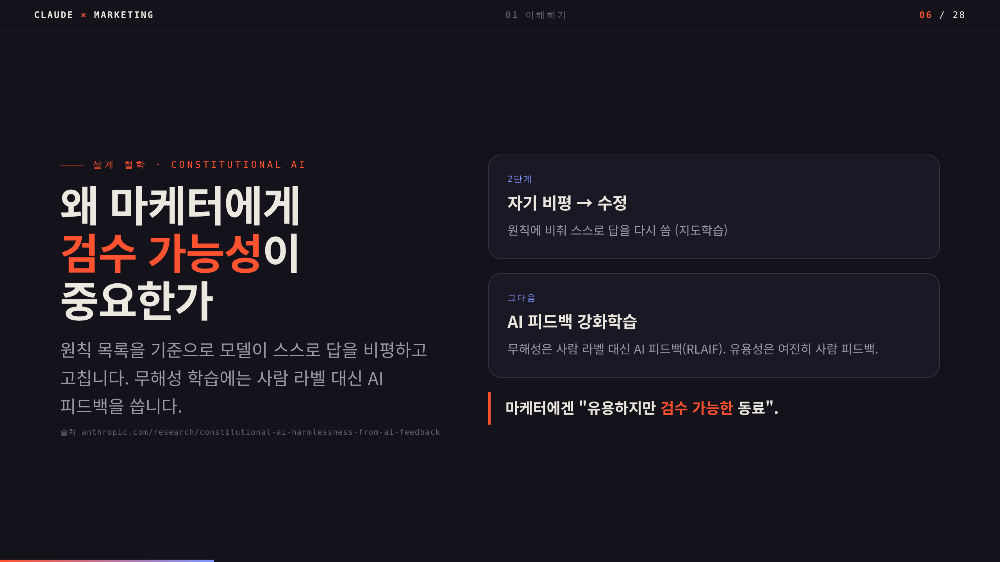 CLAUDE × MARKETING
01 이해하기
06 / 28
설계 철학 · CONSTITUTIONAL AI
왜 마케터에게
검수 가능성이
중요한가
원칙 목록을 기준으로 모델이 스스로 답을 비평하고
고칩니다. 무해성 학습에는 사람 라벨 대신 AI
피드백을 씁니다.
출처 anthropic.com/research/constitutional-ai-harmlessness-from-ai-feedback
2단계
자기 비평 → 수정
원칙에 비춰 스스로 답을 다시 씀 (지도학습)
그다음
AI 피드백 강화학습
무해성은 사람 라벨 대신 AI 피드백(RLAIF). 유용성은 여전히 사람 피드백.
마케터에겐 "유용하지만 검수 가능한 동료".